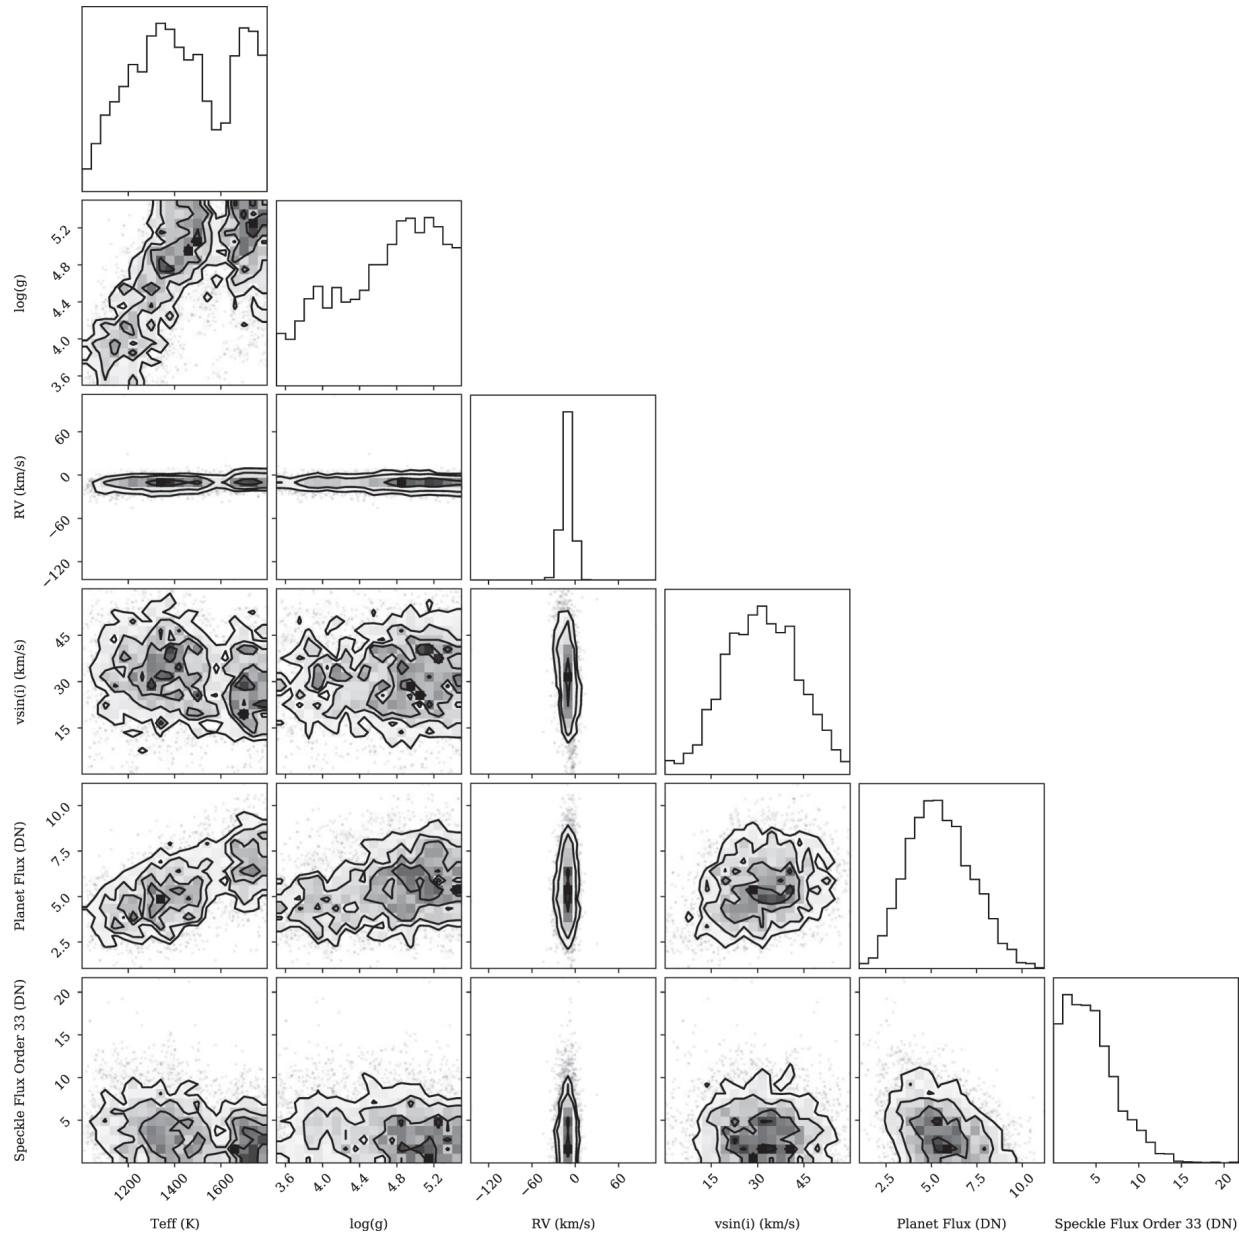 log(g)
5.2
4.8
4.4
4.0
3.6
RV (km/s)
60
0
−60
−120
vsin(i) (km/s)
45
30
15
Planet Flux (DN)
10.0
7.5
5.0
2.5
Speckle Flux Order 33 (DN)
20
15
10
5
1200 1400 1600
3.6 4.0 4.4 4.8 5.2
−120 −60 0 60
15 30 45
2.5 5.0 7.5 10.0
5 10 15 20
Teff (K)
log(g)
RV (km/s)
vsin(i) (km/s)
Planet Flux (DN)
Speckle Flux Order 33 (DN)